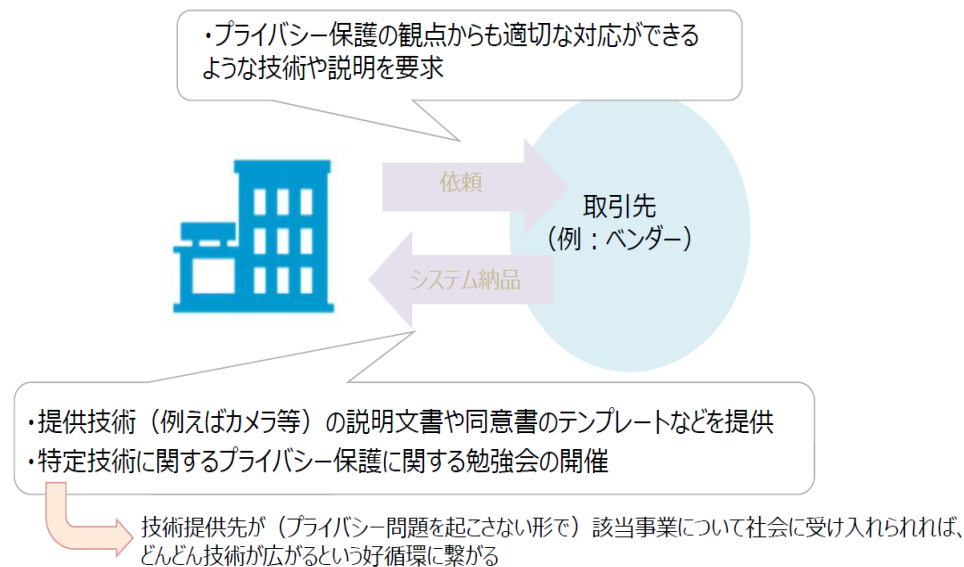 ・プライバシー保護の観点からも適切な対応ができる
ような技術や説明を要求
依頼
取引先
（例：ベンダー）
システム納品
・提供技術（例えばカメラ等）の説明文書や同意書のテンプレートなどを提供
・特定技術に関するプライバシー保護に関する勉強会の開催
技術提供先が（プライバシー問題を起こさない形で）該当事業について社会に受け入れられれば、
どんどん技術が広がるという好循環に繋がる